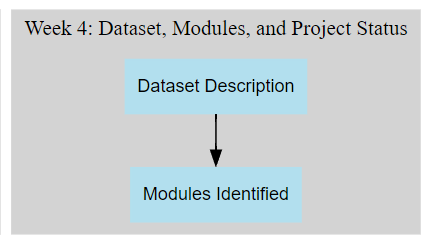 Week 4: Dataset, Modules, and Project Status
Dataset Description
Modules Identified